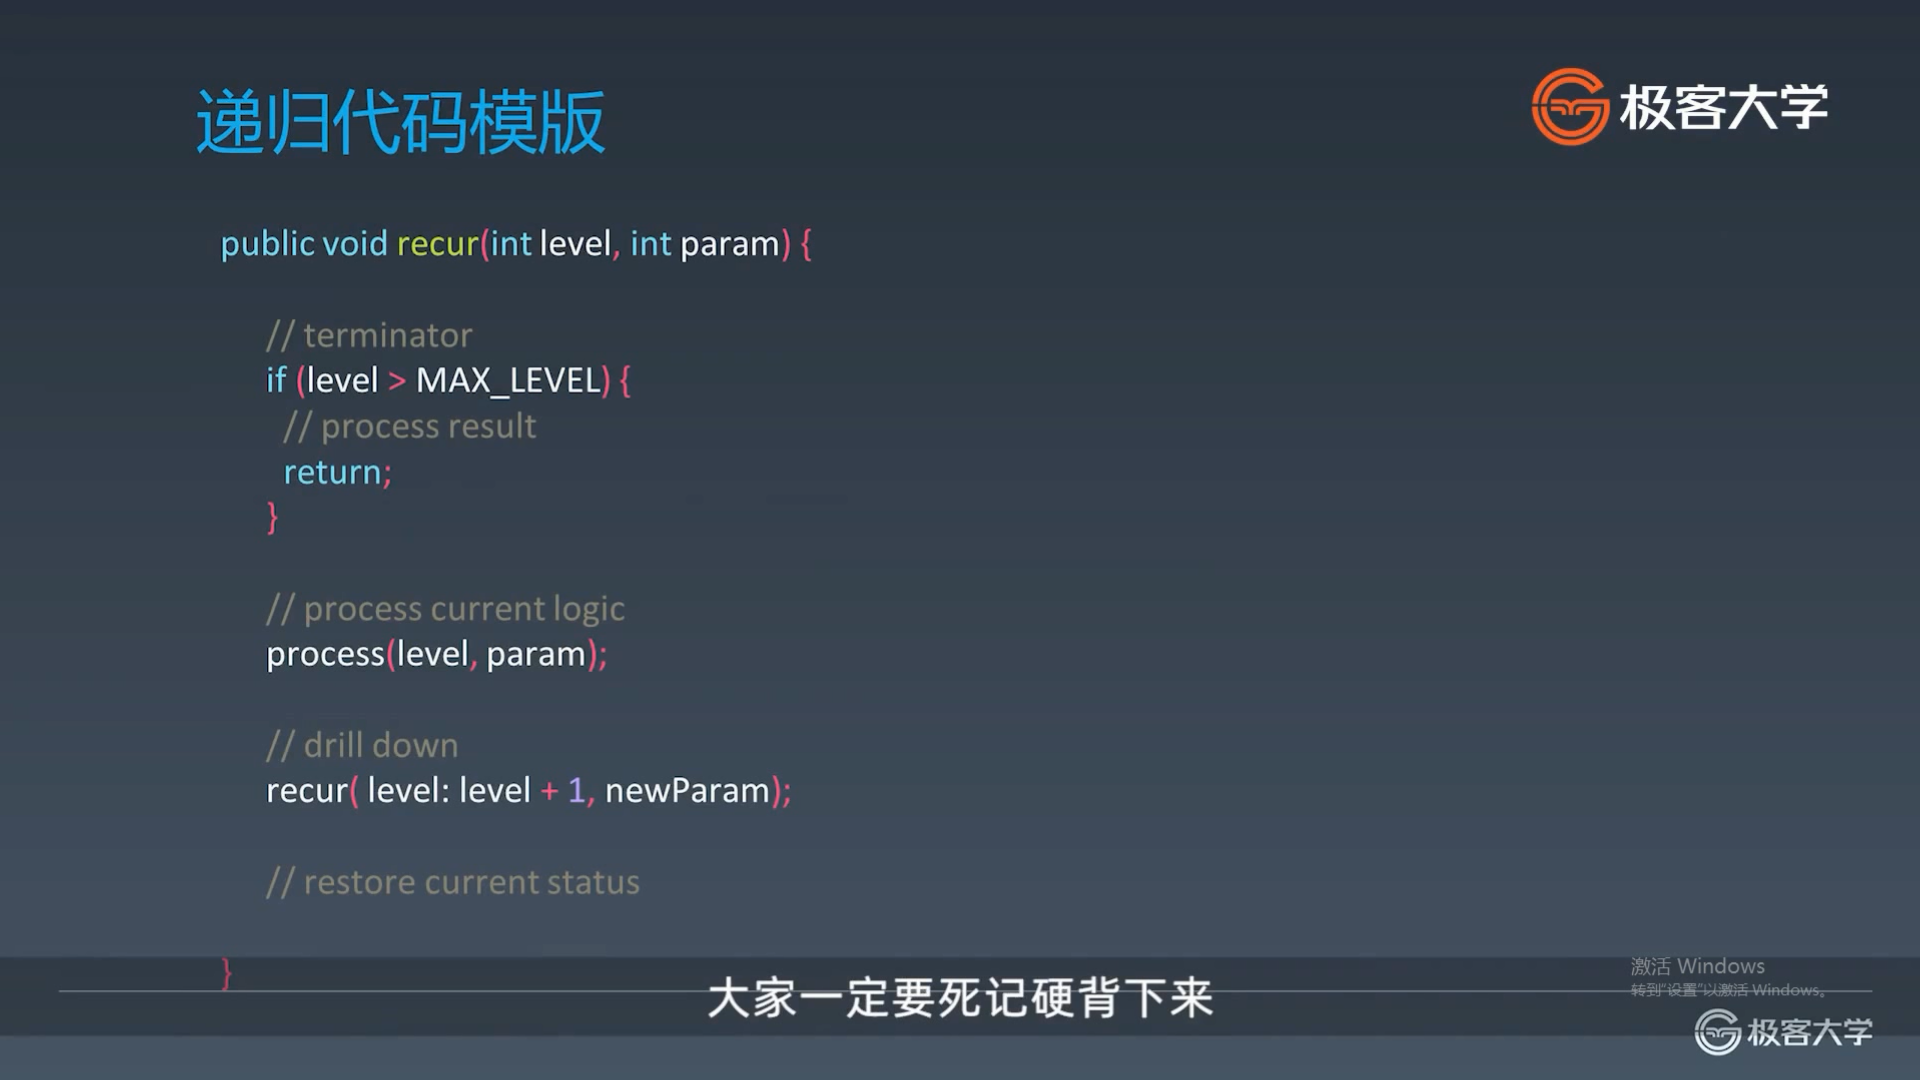 递归代码模版
极客大学
public void recur(int level, int param) {
// terminator
if (level > MAX_LEVEL) {
// process result
return;
}
// process current logic
process(level, param);
// drill down
recur( level: level + 1, newParam);
// restore current status
}
大家一定要死记硬背下来
激活 Windows
转到“设置”以激活 Windows。
极客大学